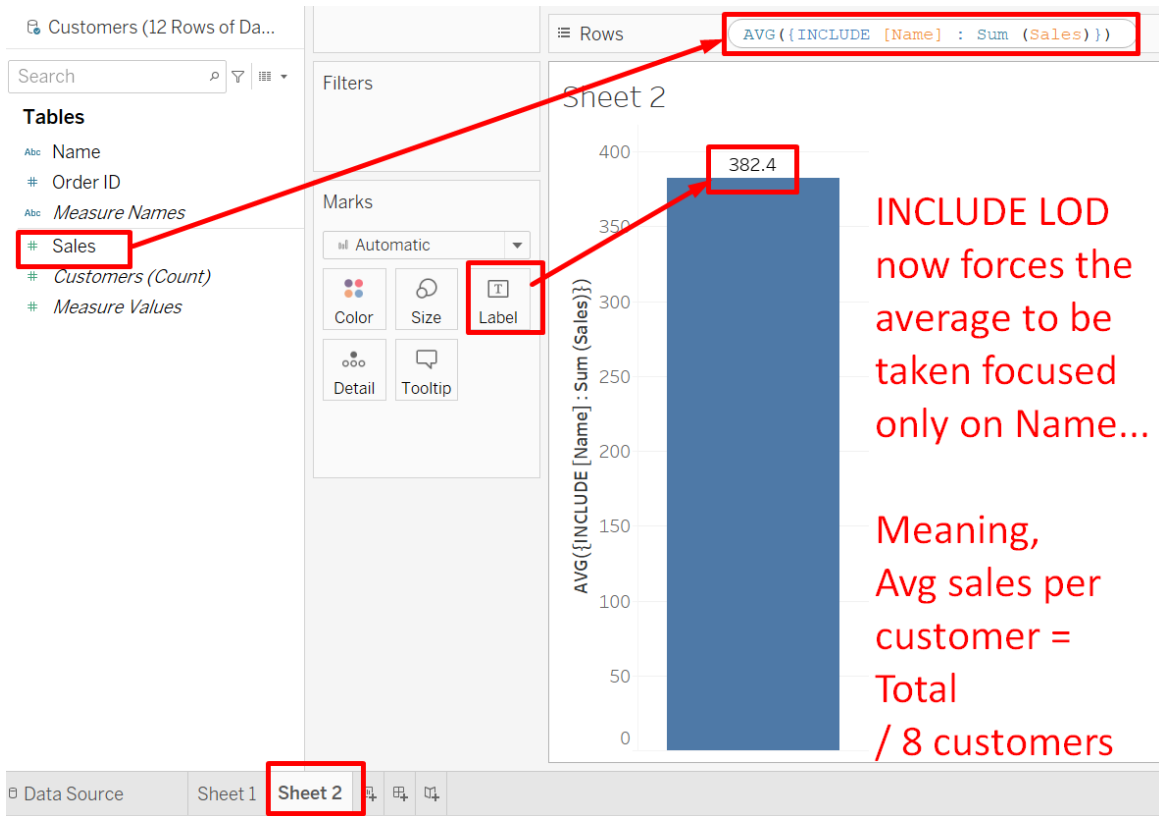 Customers (12 Rows of Da...
Search
Tables
Abc Name
# Order ID
Abc Measure Names
# Sales
# Customers (Count)
# Measure Values
Filters
Marks
Automatic
Color
Size
T
Label
Detail
Tooltip
Rows
AVG({INCLUDE [Name] : Sum (Sales)})
Sheet 2
AVG({INCLUDE [Name] : Sum (Sales)})
400
350
300
250
200
150
100
50
0
382.4
INCLUDE LOD
now forces the
average to be
taken focused
only on Name...
Meaning,
Avg sales per
customer =
Total
/ 8 customers
Data Source
Sheet 1
Sheet 2